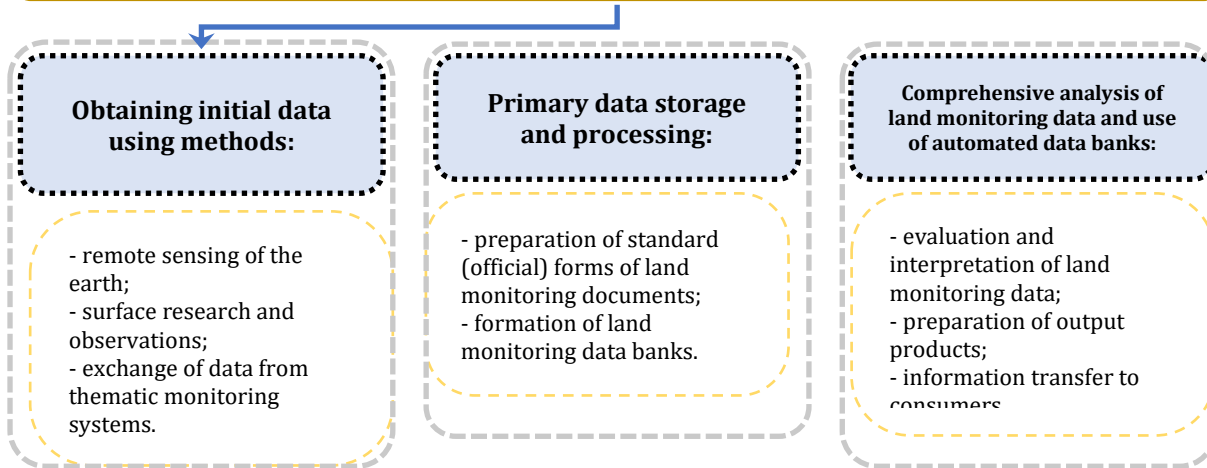 Obtaining initial data
using methods:
- remote sensing of the
earth;
- surface research and
observations;
- exchange of data from
thematic monitoring
systems.
Primary data storage
and processing:
- preparation of standard
(official) forms of land
monitoring documents;
- formation of land
monitoring data banks.
Comprehensive analysis of
land monitoring data and use
of automated data banks:
- evaluation and
interpretation of land
monitoring data;
- preparation of output
products;
- information transfer to
consumers